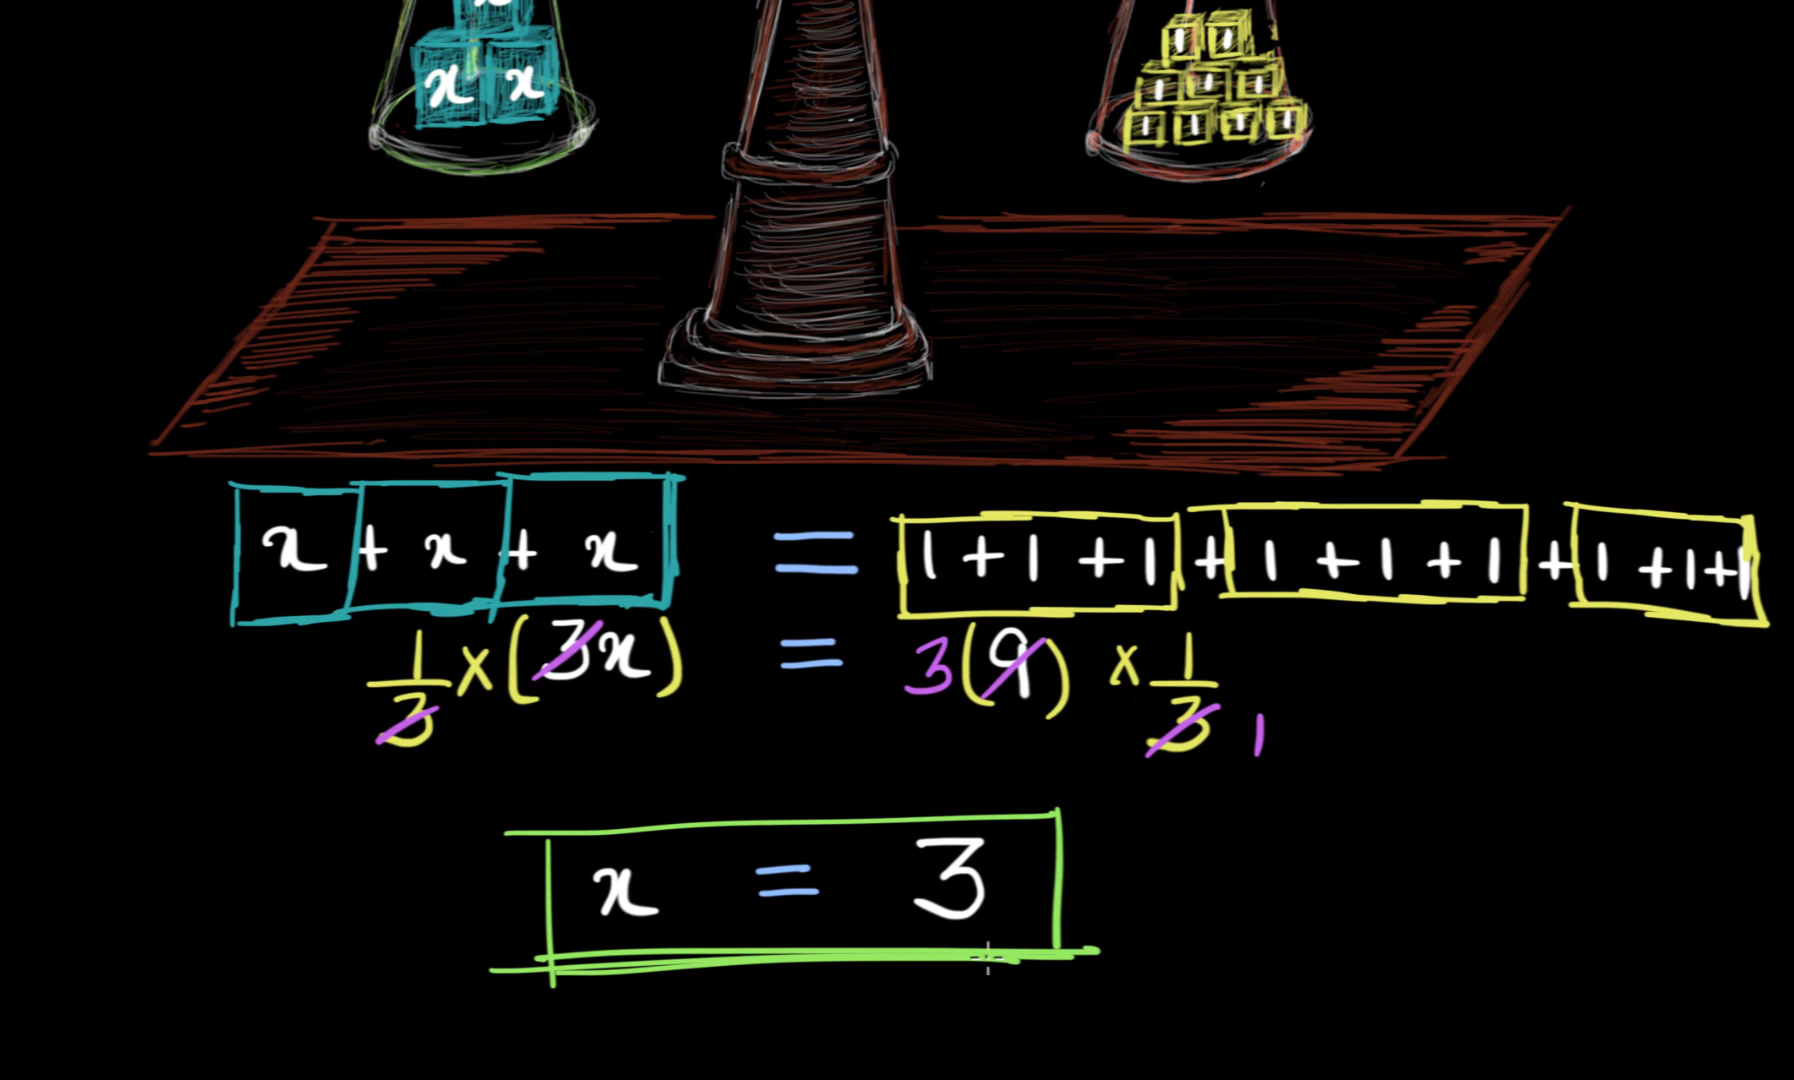 x
x x
1 1
1 1 1
1 1 1 1
x + x + x = 1 + 1 + 1 + 1 + 1 + 1 + 1 + 1 + 1
1/3 × (3x) = 3 (9) × 1/3 1
x = 3